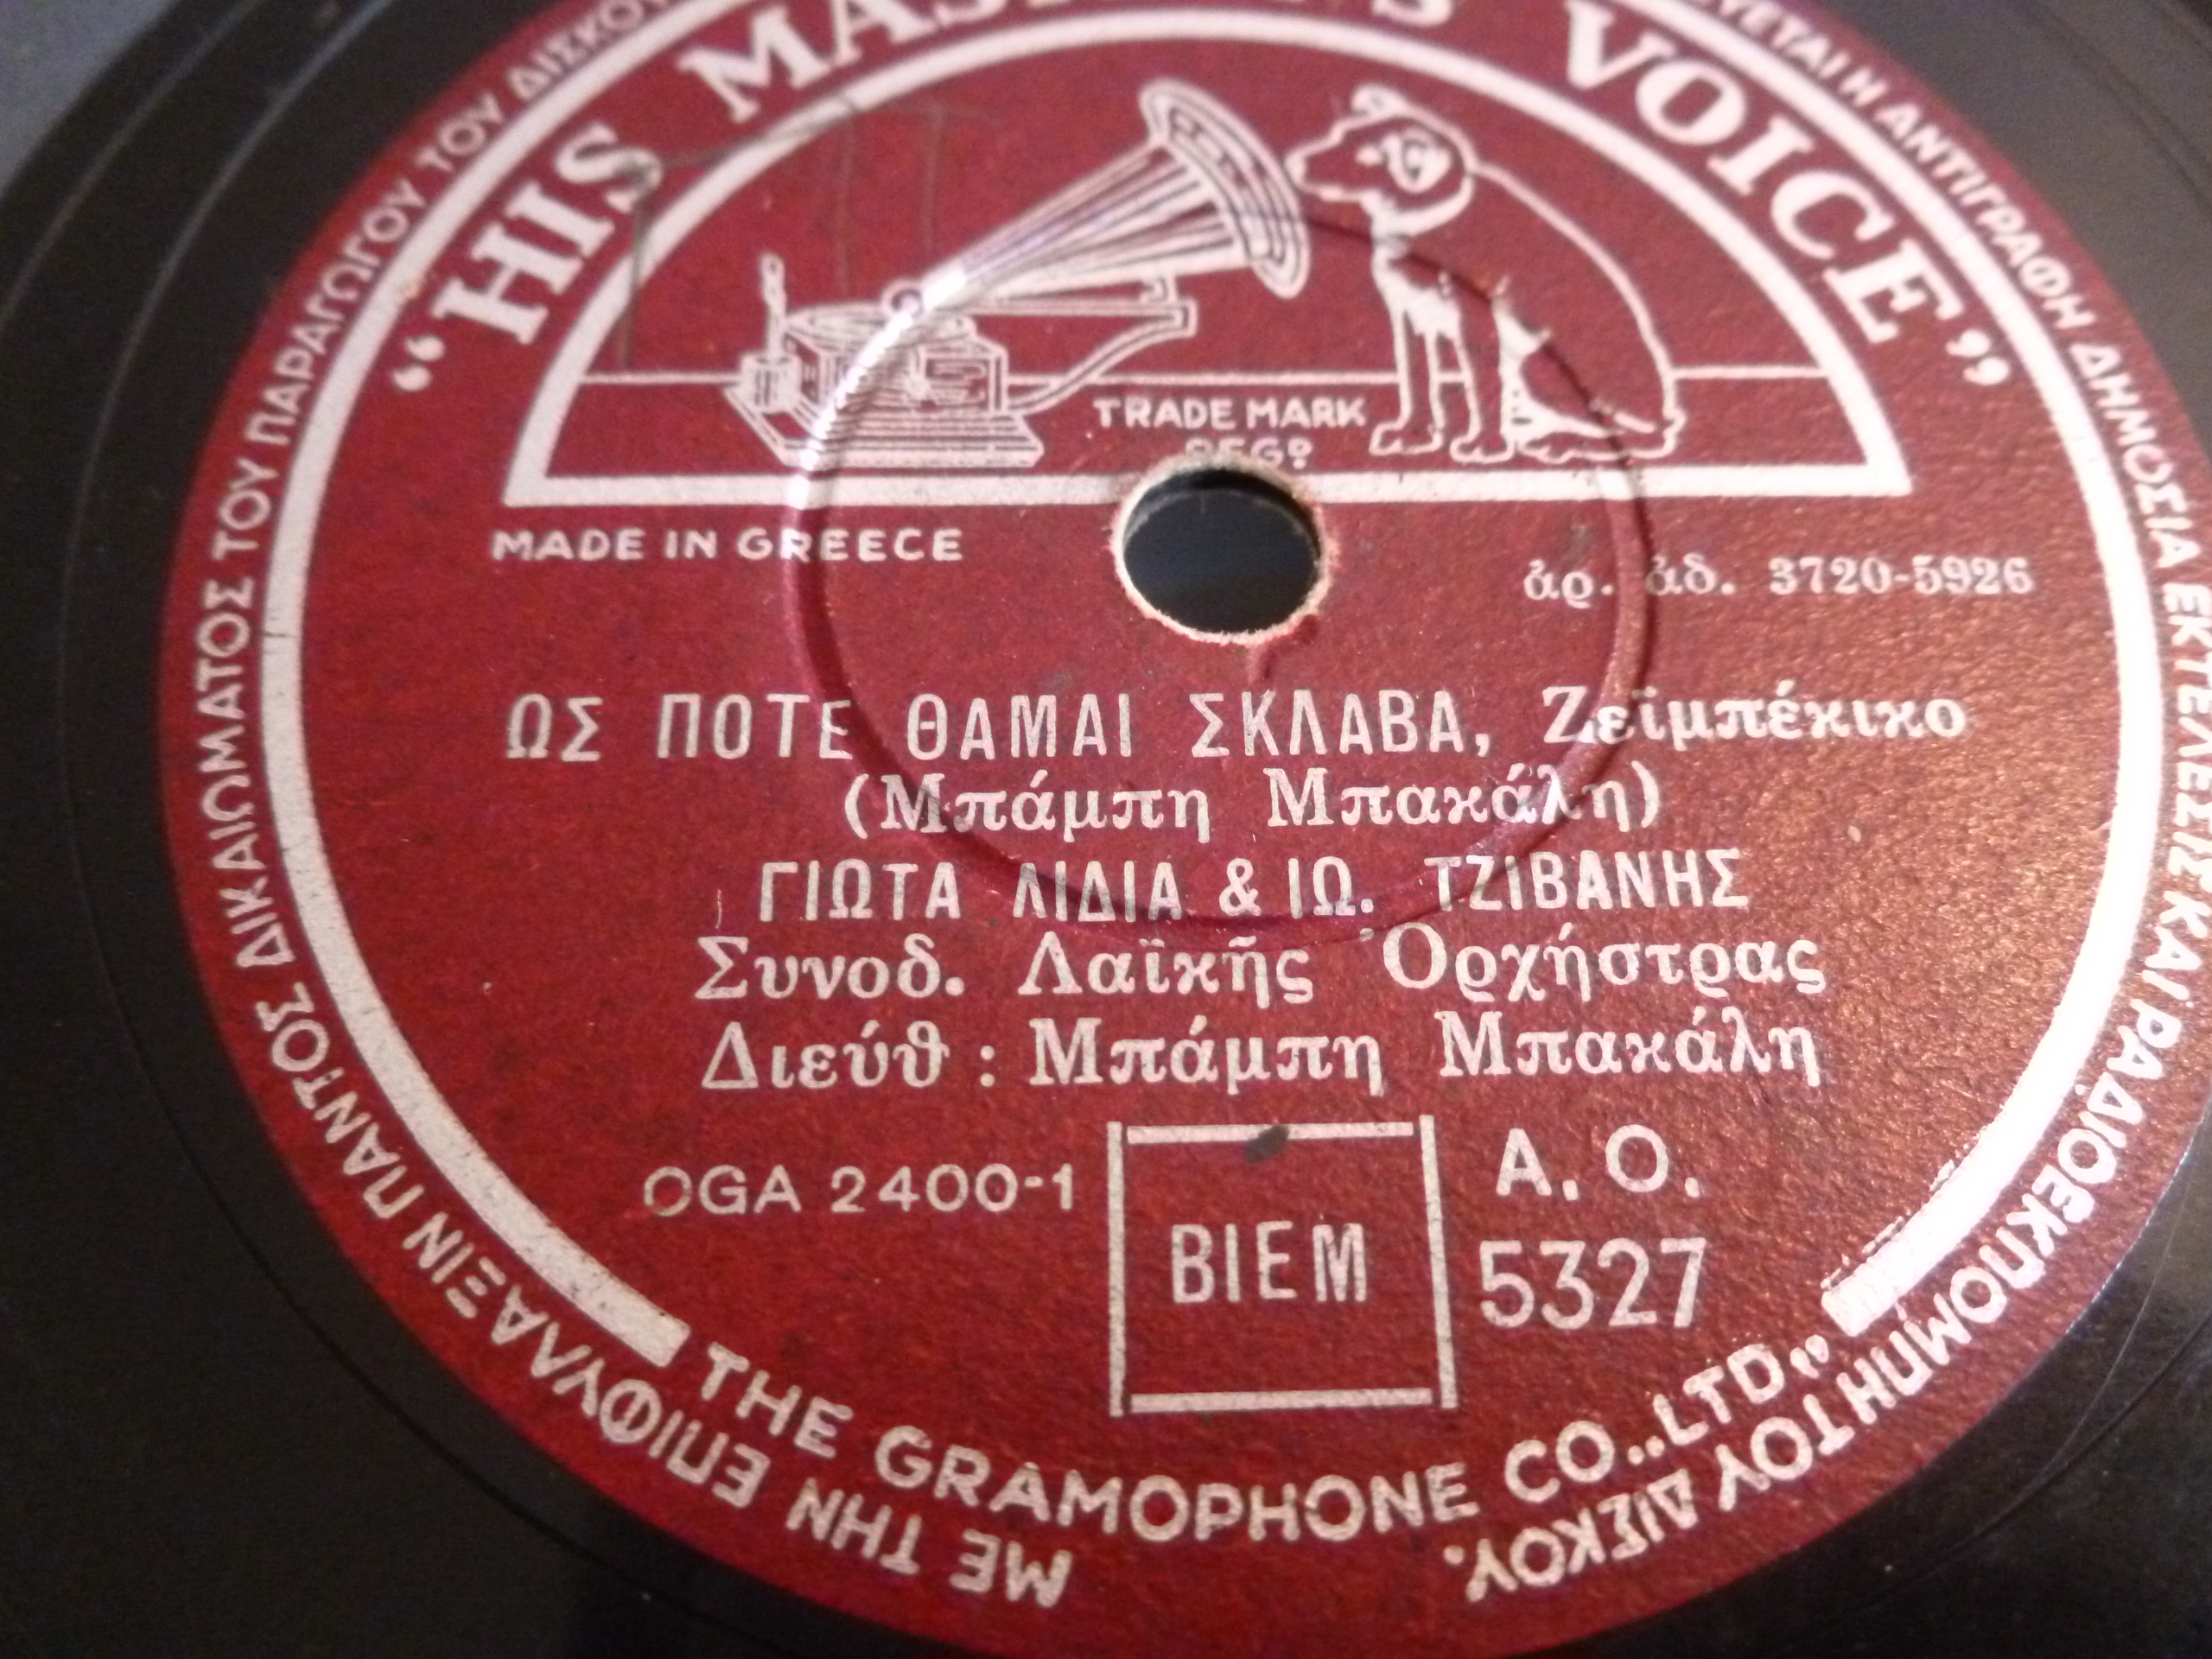 “HIS MASTER'S VOICE”
TRADE MARK
REGD
MADE IN GREECE
ἀρ. ἀδ. 3720-5926
ΩΣ ΠΟΤΕ ΘΑΜΑΙ ΣΚΛΑΒΑ, Ζεϊμπέκικο
(Μπάμπη Μπακάλη)
ΓΙΩΤΑ ΛΙΔΙΑ & ΙΩ. ΤΖΙΒΑΝΗΣ
Συνοδ. Λαϊκῆς Ὀρχήστρας
Διεύθ : Μπάμπη Μπακάλη
OGA 2400-1
BIEM
A. O.
5327
THE GRAMOPHONE CO., LTD.
ΜΕ ΤΗΝ ΕΠΙΦΥΛΑΞΙΝ ΠΑΝΤΟΣ ΔΙΚΑΙΩΜΑΤΟΣ ΤΟΥ ΠΑΡΑΓΩΓΟΥ ΤΟΥ ΔΙΣΚΟΥ
Η ΑΝΤΙΓΡΑΦΗ ΔΗΜΟΣΙΑ ΕΚΤΕΛΕΣΙΣ ΚΑΙ ΡΑΔΙΟΕΚΠΟΜΠΗ ΤΟΥ ΔΙΣΚΟΥ.